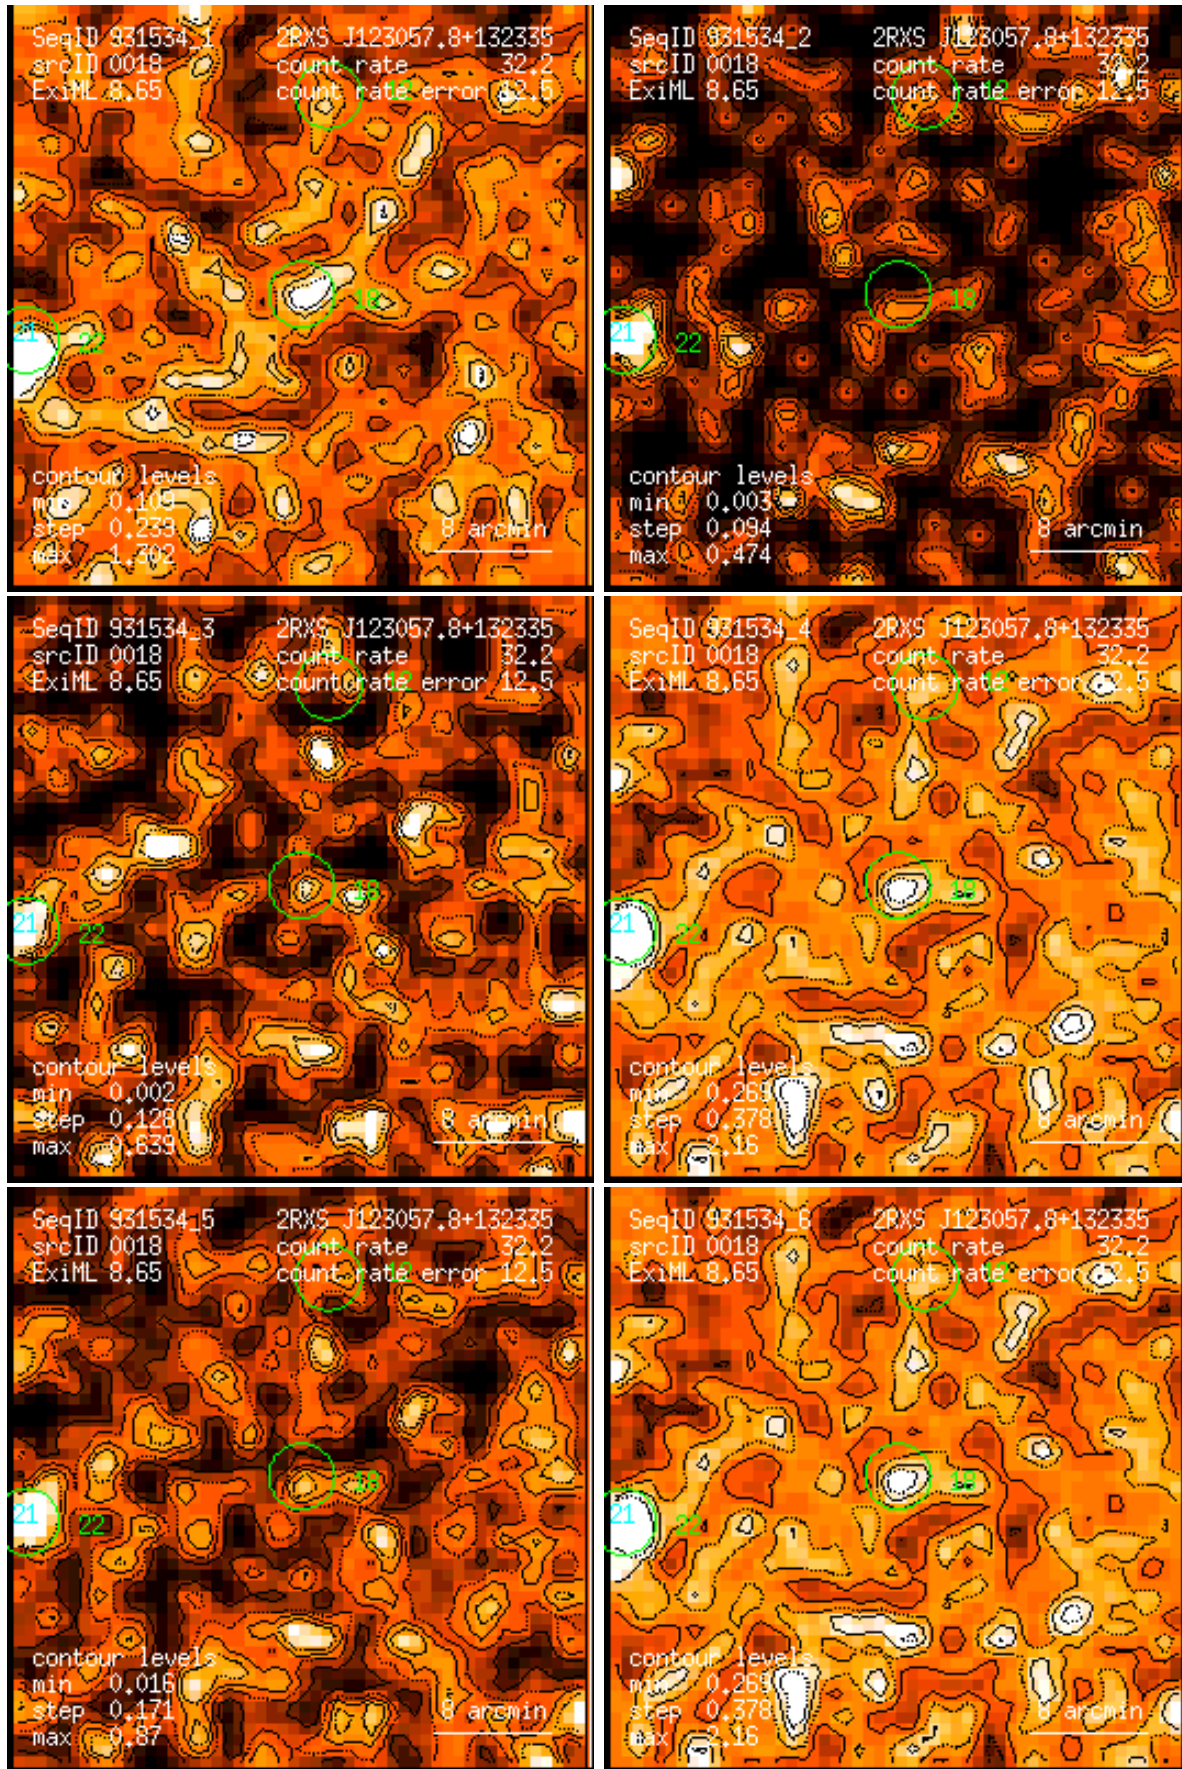 SeqID 931534_1 2RXS J123057.8+132335
srcID 0018 count rate 32.2
ExiML 8.65 count rate error 12.5
12
18
21
22
contour levels
min 0.109
step 0.239
max 1.302
8 arcmin
SeqID 931534_2 2RXS J123057.8+132335
srcID 0018 count rate 32.2
ExiML 8.65 count rate error 12.5
12
18
21
22
contour levels
min 0.003
step 0.094
max 0.474
8 arcmin
SeqID 931534_3 2RXS J123057.8+132335
srcID 0018 count rate 32.2
ExiML 8.65 count rate error 12.5
12
18
21
22
contour levels
min 0.002
step 0.128
max 0.639
8 arcmin
SeqID 931534_4 2RXS J123057.8+132335
srcID 0018 count rate 32.2
ExiML 8.65 count rate error 12.5
12
18
21
22
contour levels
min 0.269
step 0.378
max 2.16
8 arcmin
SeqID 931534_5 2RXS J123057.8+132335
srcID 0018 count rate 32.2
ExiML 8.65 count rate error 12.5
12
18
21
22
contour levels
min 0.016
step 0.171
max 0.87
8 arcmin
SeqID 931534_6 2RXS J123057.8+132335
srcID 0018 count rate 32.2
ExiML 8.65 count rate error 12.5
12
18
21
22
contour levels
min 0.269
step 0.378
max 2.16
8 arcmin